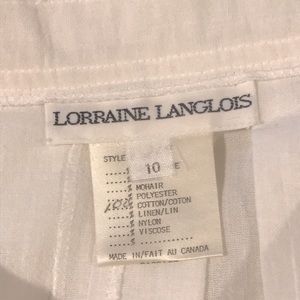 LORRAINE LANGLOIS
STYLE
10
MOHAIR
POLYESTER
COTTON/COTON
LINEN/LIN
NYLON
VISCOSE
MADE IN/FAIT AU CANADA